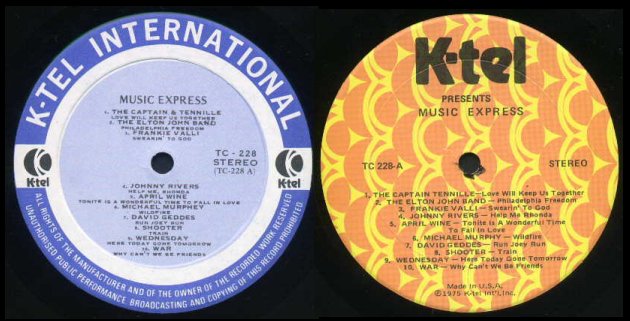 K-TEL INTERNATIONAL
MUSIC EXPRESS
1. THE CAPTAIN & TENNILLE
LOVE WILL KEEP US TOGETHER
2. THE ELTON JOHN BAND
PHILADELPHIA FREEDOM
3. FRANKIE VALLI
SWEARIN' TO GOD
TC - 228
STEREO
(TC-228 A)
K-tel
K-tel
4. JOHNNY RIVERS
HELP ME, RHONDA
5. APRIL WINE
TONITE IS A WONDERFUL TIME TO FALL IN LOVE
6. MICHAEL MURPHEY
WILDFIRE
7. DAVID GEDDES
RUN JOEY RUN
8. SHOOTER
TRAIN
9. WEDNESDAY
HERE TODAY GONE TOMORROW
10. WAR
WHY CAN'T WE BE FRIENDS
ALL RIGHTS OF THE MANUFACTURER AND OF THE OWNER OF THE RECORDED WORK RESERVED
UNAUTHORISED PUBLIC PERFORMANCE BROADCASTING AND COPYING OF THIS RECORD PROHIBITED
K-tel
PRESENTS
MUSIC EXPRESS
TC 228-A
STEREO
1. THE CAPTAIN TENNILLE—Love Will Keep Us Together
2. THE ELTON JOHN BAND — Philadelphia Freedom
3. FRANKIE VALLI — Swearin' To God
4. JOHNNY RIVERS — Help Me Rhonda
5. APRIL WINE — Tonite is A Wonderful Time
To Fall In Love
6. MICHAEL MURPHY — Wildfire
7. DAVID GEDDES — Run Joey Run
8. SHOOTER — Train
9. WEDNESDAY — Here Today Gone Tomorrow
10. WAR — Why Can't We Be Friends
Made In U.S.A.
©1975 K-tel Int'l, Inc.